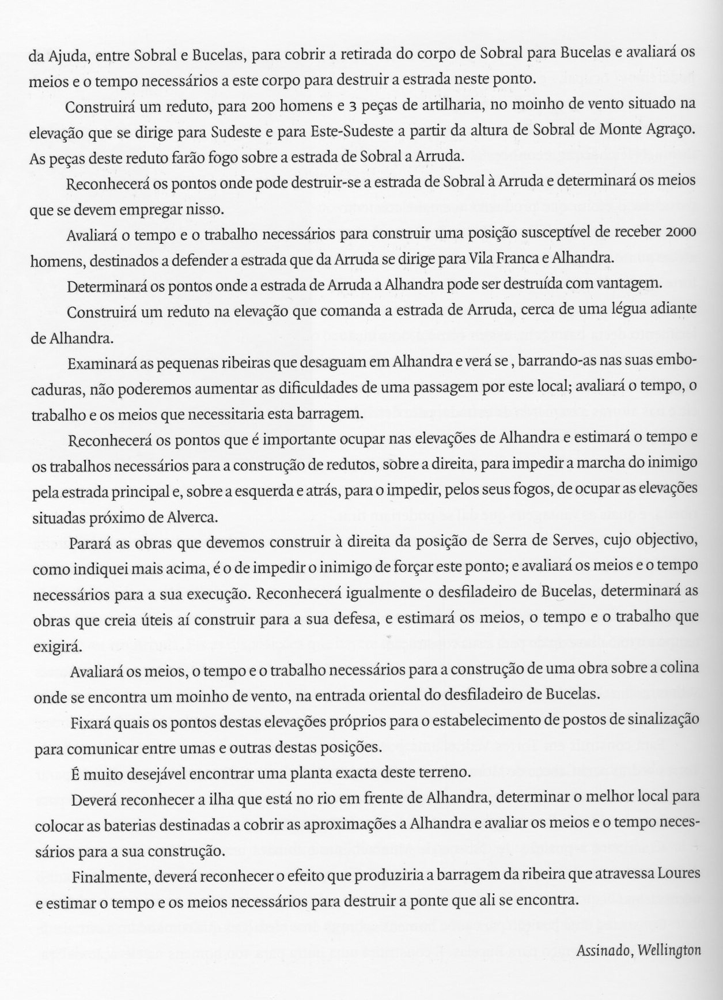 da Ajuda, entre Sobral e Bucelas, para cobrir a retirada do corpo de Sobral para Bucelas e avaliará os
meios e o tempo necessários a este corpo para destruir a estrada neste ponto.
Construirá um reduto, para 200 homens e 3 peças de artilharia, no moinho de vento situado na
elevação que se dirige para Sudeste e para Este-Sudeste a partir da altura de Sobral de Monte Agraço.
As peças deste reduto farão fogo sobre a estrada de Sobral a Arruda.
Reconhecerá os pontos onde pode destruir-se a estrada de Sobral à Arruda e determinará os meios
que se devem empregar nisso.
Avaliará o tempo e o trabalho necessários para construir uma posição susceptível de receber 2000
homens, destinados a defender a estrada que da Arruda se dirige para Vila Franca e Alhandra.
Determinará os pontos onde a estrada de Arruda a Alhandra pode ser destruída com vantagem.
Construirá um reduto na elevação que comanda a estrada de Arruda, cerca de uma légua adiante
de Alhandra.
Examinará as pequenas ribeiras que desaguam em Alhandra e verá se , barrando-as nas suas embo-
caduras, não poderemos aumentar as dificuldades de uma passagem por este local; avaliará o tempo, o
trabalho e os meios que necessitaria esta barragem.
Reconhecerá os pontos que é importante ocupar nas elevações de Alhandra e estimará o tempo e
os trabalhos necessários para a construção de redutos, sobre a direita, para impedir a marcha do inimigo
pela estrada principal e, sobre a esquerda e atrás, para o impedir, pelos seus fogos, de ocupar as elevações
situadas próximo de Alverca.
Parará as obras que devemos construir à direita da posição de Serra de Serves, cujo objectivo,
como indiquei mais acima, é o de impedir o inimigo de forçar este ponto; e avaliará os meios e o tempo
necessários para a sua execução. Reconhecerá igualmente o desfiladeiro de Bucelas, determinará as
obras que creia úteis aí construir para a sua defesa, e estimará os meios, o tempo e o trabalho que
exigirá.
Avaliará os meios, o tempo e o trabalho necessários para a construção de uma obra sobre a colina
onde se encontra um moinho de vento, na entrada oriental do desfiladeiro de Bucelas.
Fixará quais os pontos destas elevações próprios para o estabelecimento de postos de sinalização
para comunicar entre umas e outras destas posições.
É muito desejável encontrar uma planta exacta deste terreno.
Deverá reconhecer a ilha que está no rio em frente de Alhandra, determinar o melhor local para
colocar as baterias destinadas a cobrir as aproximações a Alhandra e avaliar os meios e o tempo neces-
sários para a sua construção.
Finalmente, deverá reconhecer o efeito que produziria a barragem da ribeira que atravessa Loures
e estimar o tempo e os meios necessários para destruir a ponte que ali se encontra.
Assinado, Wellington